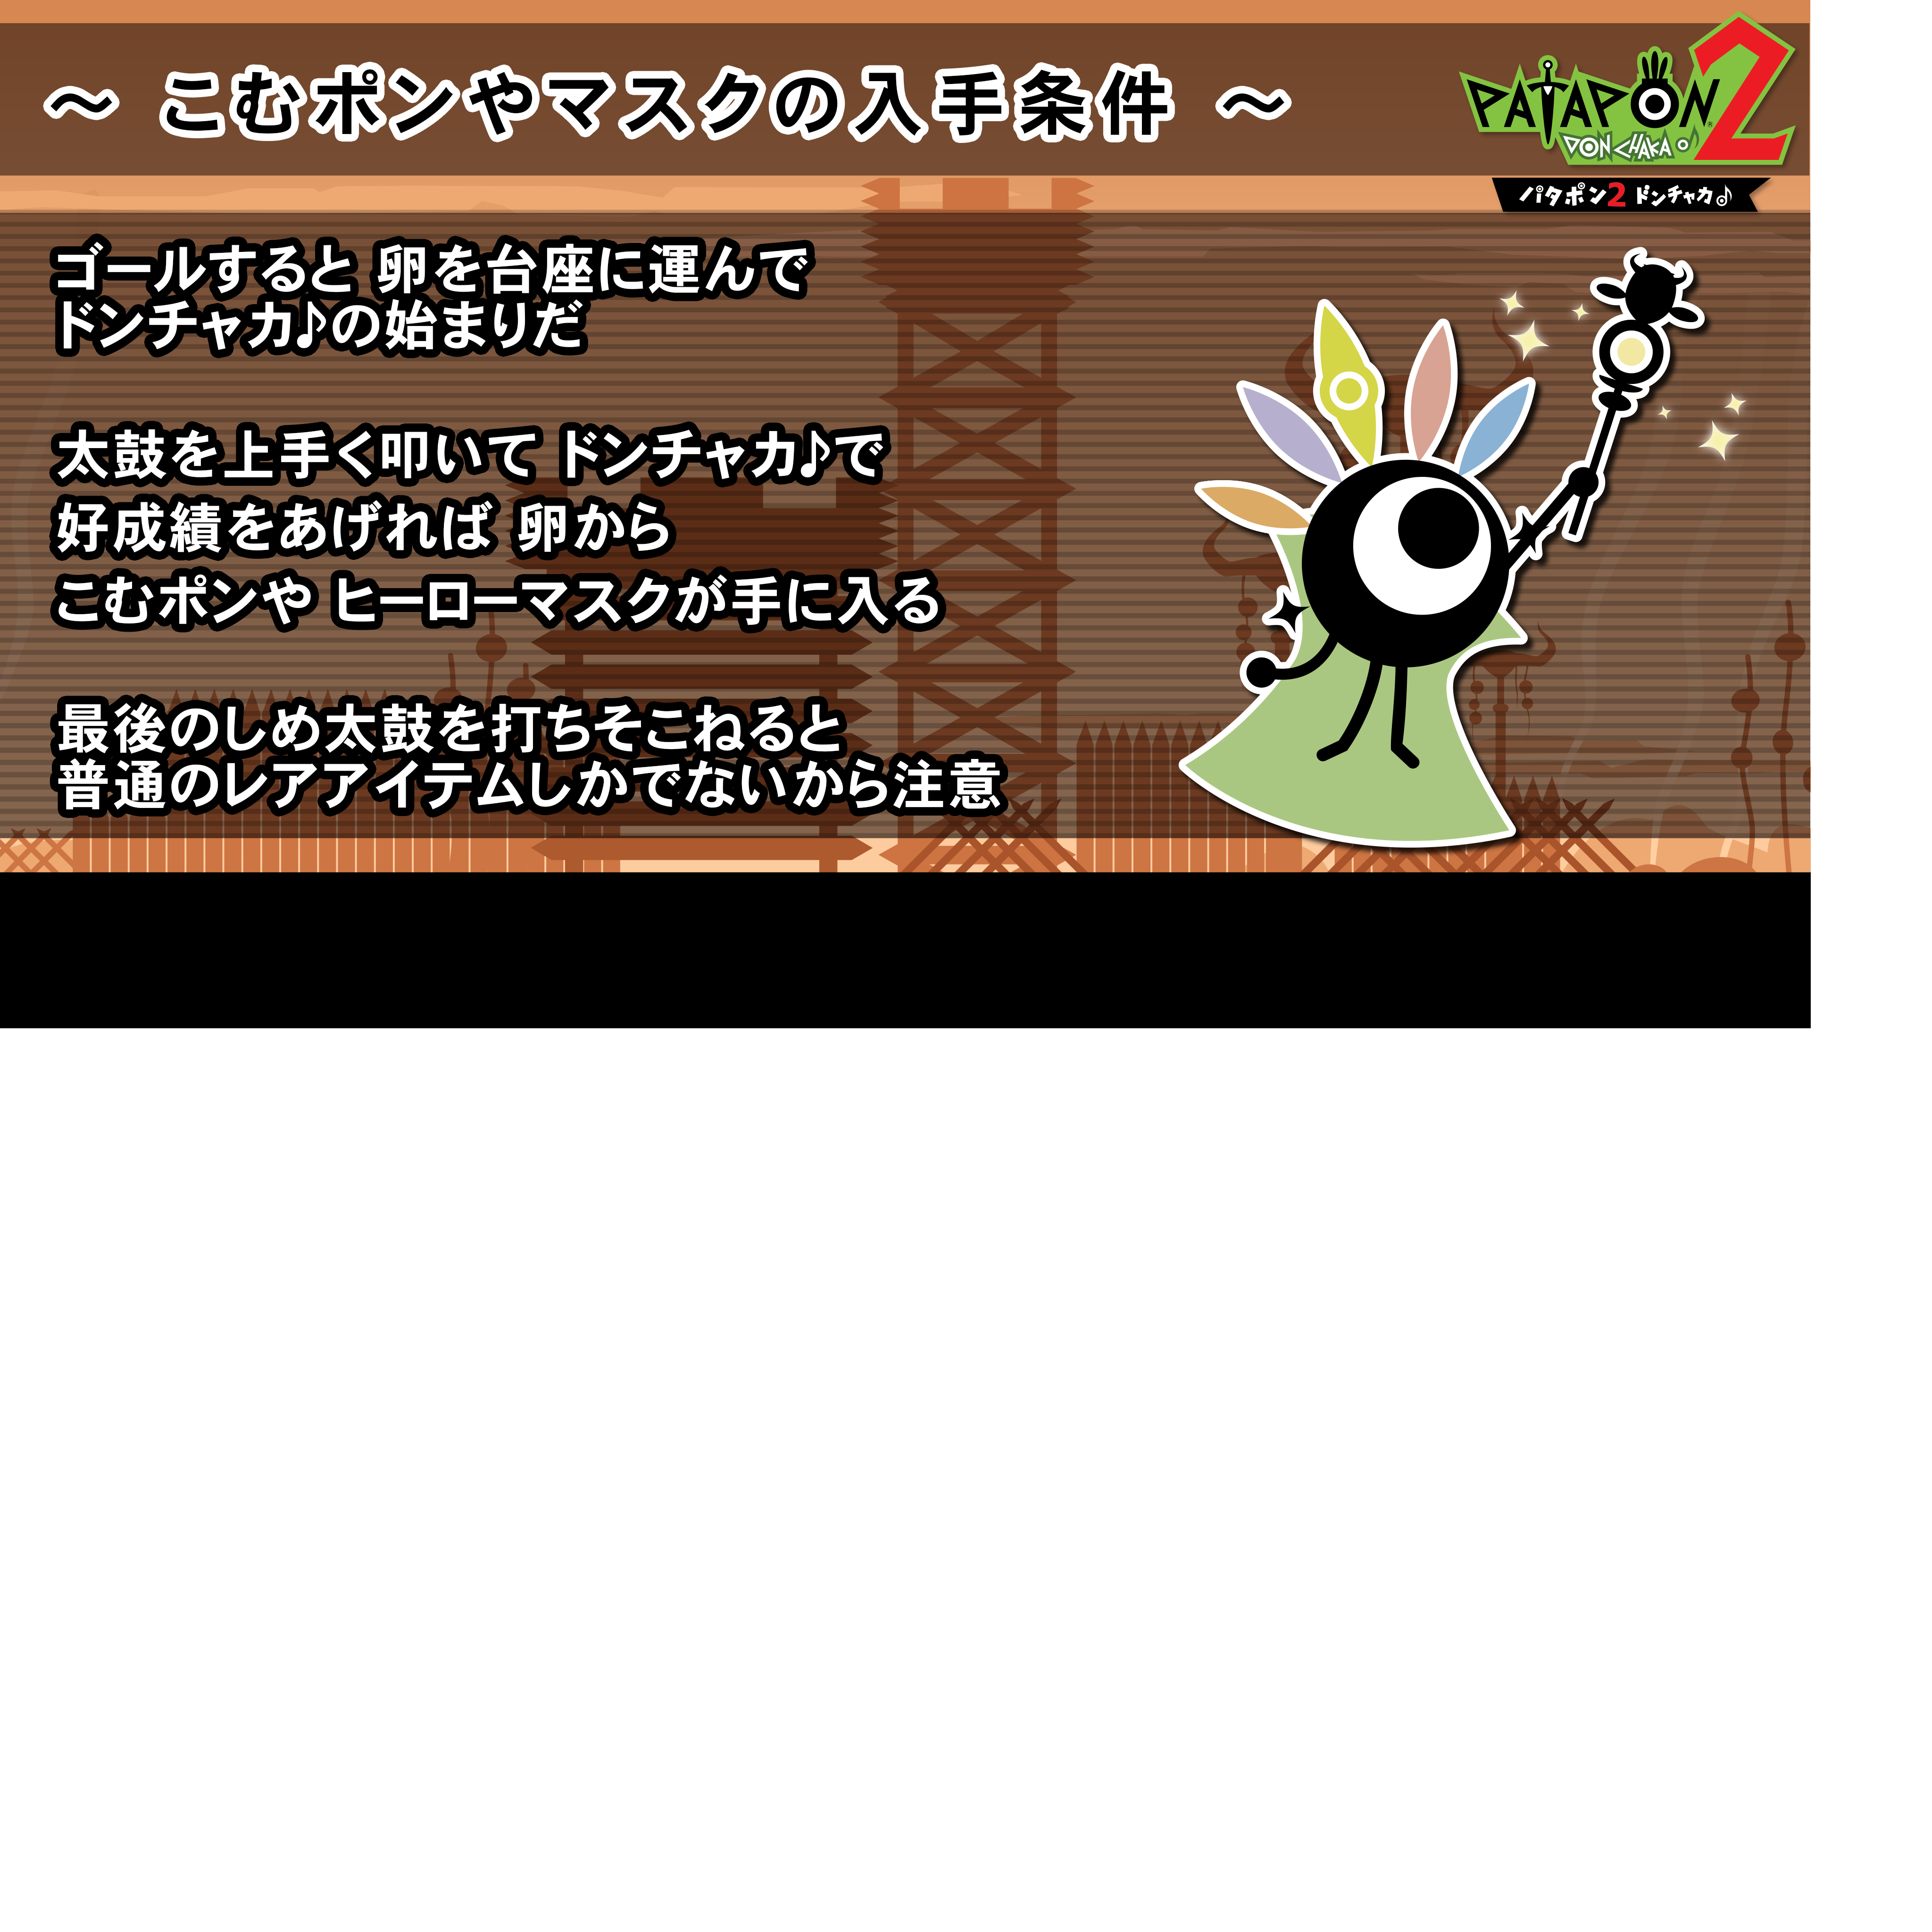 ～ こむポンやマスクの入手条件 ～
PATAPON2
DON CHAKA♪
パタポン2 ドンチャカ♪
ゴールすると 卵を台座に運んで
ドンチャカ♪の始まりだ
太鼓を上手く叩いて ドンチャカ♪で
好成績をあげれば 卵から
こむポンや ヒーローマスクが手に入る
最後のしめ太鼓を打ちそこねると
普通のレアアイテムしかでないから注意